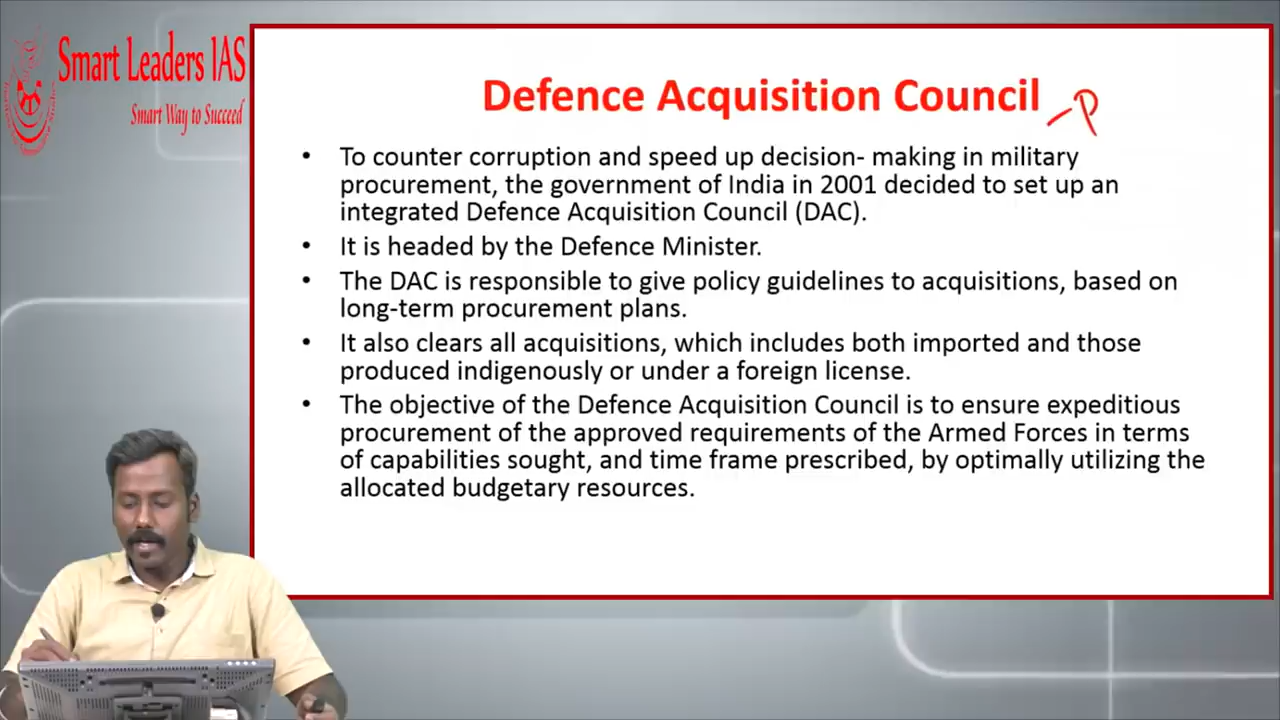 Smart Leaders IAS
Smart Way to Succeed
Defence Acquisition Council
– P
• To counter corruption and speed up decision- making in military
procurement, the government of India in 2001 decided to set up an
integrated Defence Acquisition Council (DAC).
• It is headed by the Defence Minister.
• The DAC is responsible to give policy guidelines to acquisitions, based on
long-term procurement plans.
• It also clears all acquisitions, which includes both imported and those
produced indigenously or under a foreign license.
• The objective of the Defence Acquisition Council is to ensure expeditious
procurement of the approved requirements of the Armed Forces in terms
of capabilities sought, and time frame prescribed, by optimally utilizing the
allocated budgetary resources.